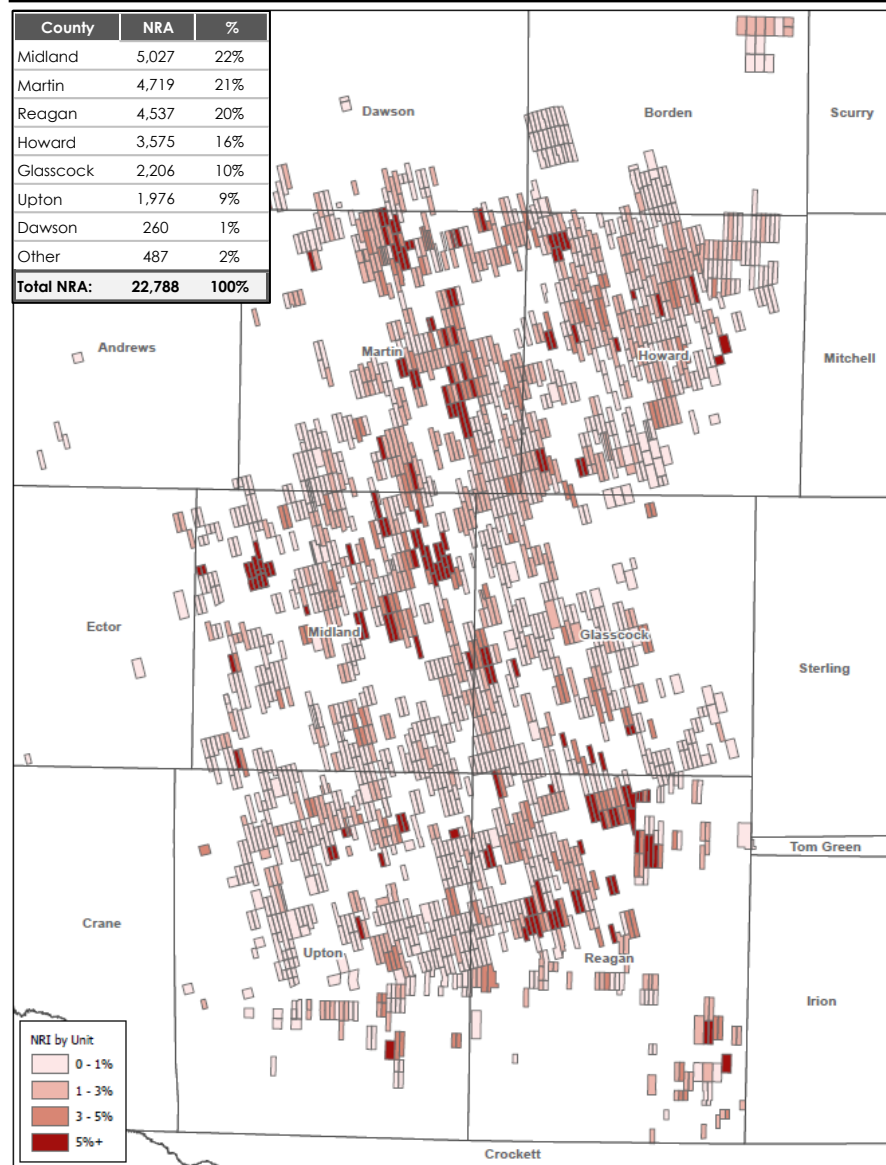 County NRA %
Midland 5,027 22%
Martin 4,719 21%
Reagan 4,537 20%
Howard 3,575 16%
Glasscock 2,206 10%
Upton 1,976 9%
Dawson 260 1%
Other 487 2%
Total NRA: 22,788 100%
Dawson
Borden
Scurry
Andrews
Martin
Howard
Mitchell
Ector
Midland
Glasscock
Sterling
Tom Green
Crane
Upton
Reagan
Irion
Crockett
NRI by Unit
0 - 1%
1 - 3%
3 - 5%
5%+